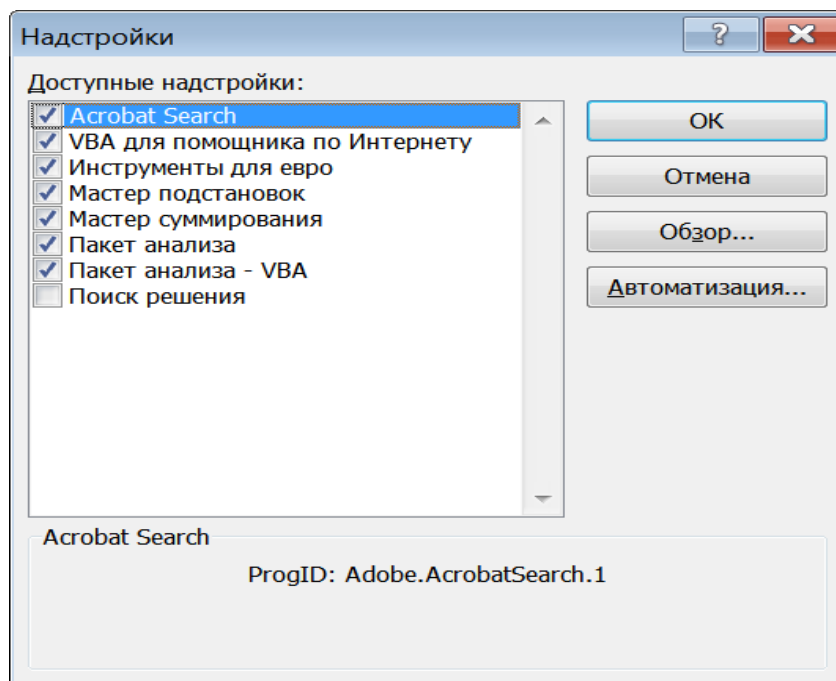 Надстройки
Доступные надстройки:
Acrobat Search
VBA для помощника по Интернету
Инструменты для евро
Мастер подстановок
Мастер суммирования
Пакет анализа
Пакет анализа - VBA
Поиск решения
ОК
Отмена
Обзор...
Автоматизация...
Acrobat Search
ProgID: Adobe.AcrobatSearch.1